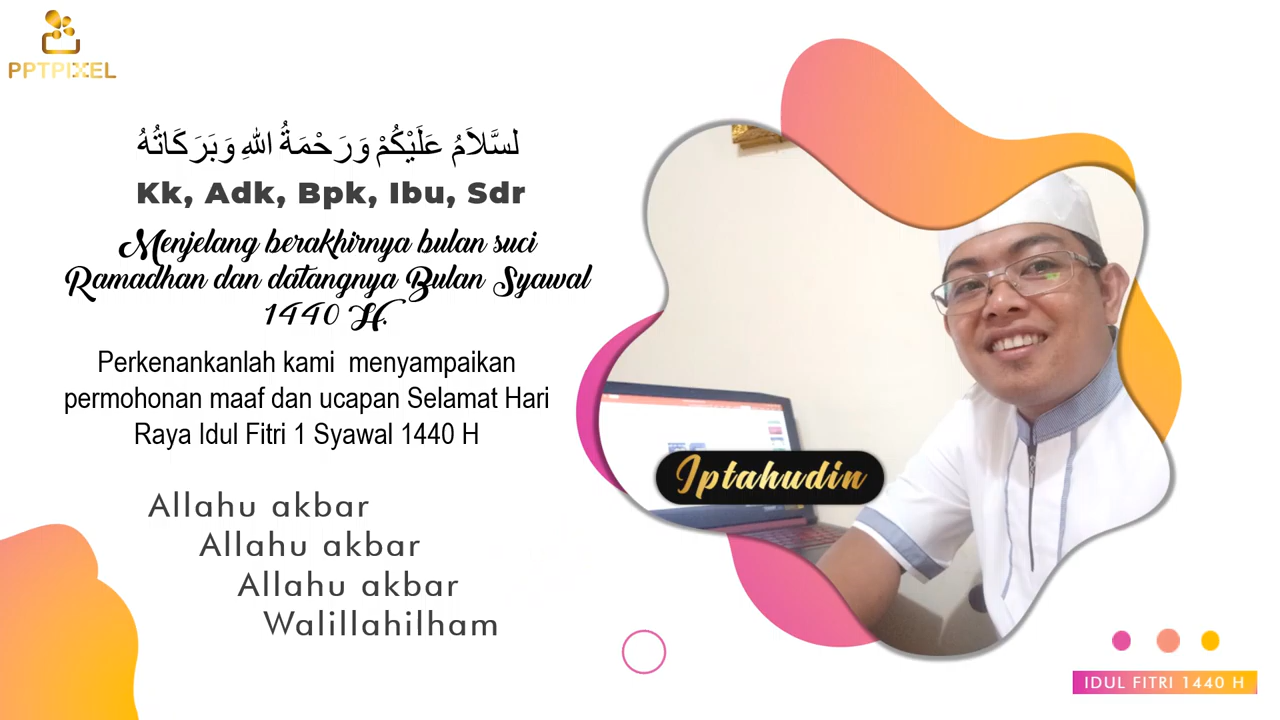 PPTPIXEL
لسَّلاَمُ عَلَيْكُمْ وَرَحْمَةُ اللهِ وَبَرَكَاتُهُ
Kk, Adk, Bpk, Ibu, Sdr
Menjelang berakhirnya bulan suci
Ramadhan dan datangnya Bulan Syawal
1440 H.
Perkenankanlah kami menyampaikan
permohonan maaf dan ucapan Selamat Hari
Raya Idul Fitri 1 Syawal 1440 H
Allahu akbar
Allahu akbar
Allahu akbar
Walillahilham
Iptahudin
IDUL FITRI 1440 H